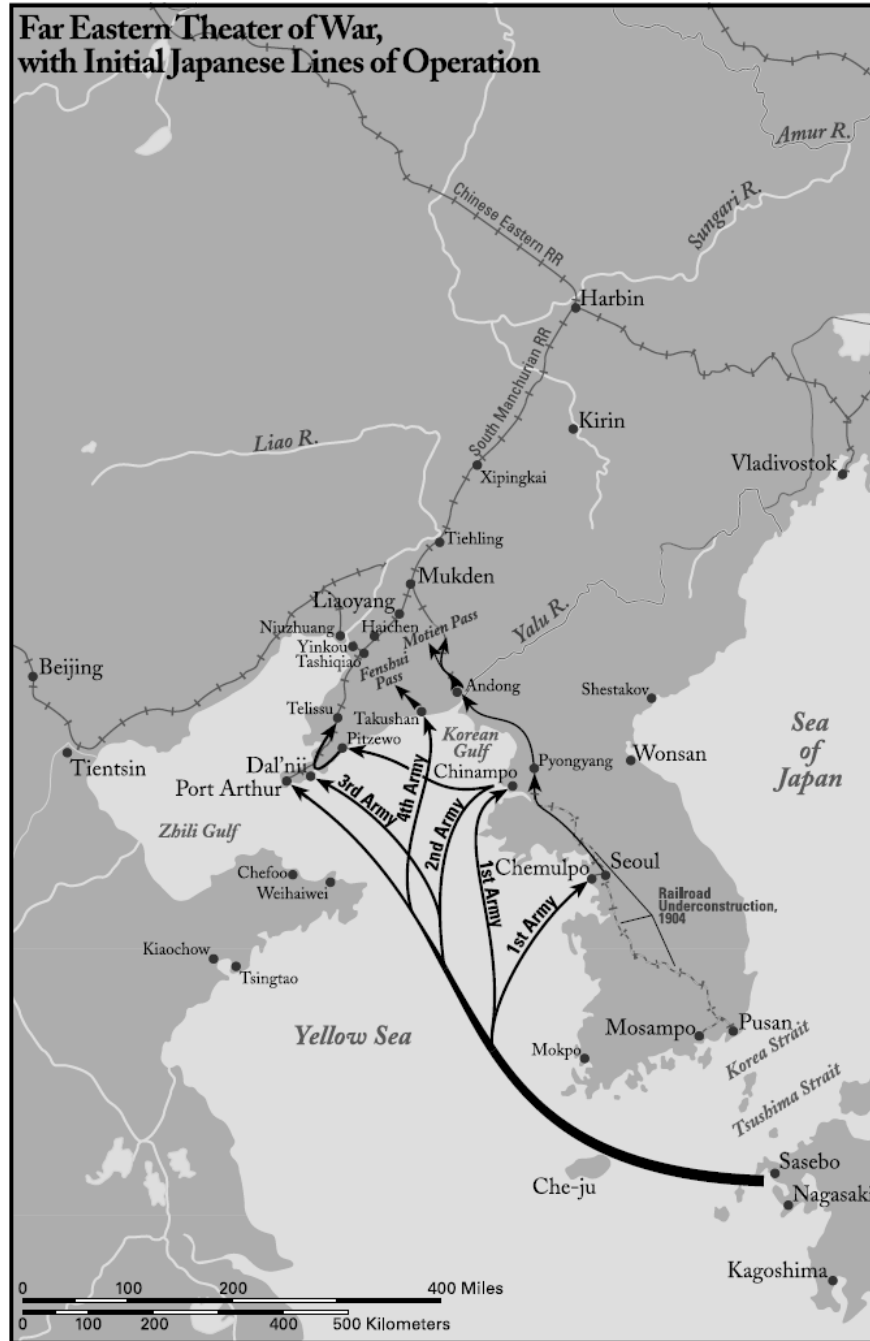 Far Eastern Theater of War,
with Initial Japanese Lines of Operation
Amur R.
Sungari R.
Chinese Eastern RR
Harbin
South Manchurian RR
Kirin
Liao R.
Vladivostok
Xipingkai
Tiehling
Mukden
Liaoyang
Niuzhuang
Haichen
Motien Pass
Yalu R.
Yinkou
Tashiqiao
Fenshui
Pass
Beijing
Andong
Shestakov
Telissu
Takushan
Sea
of
Japan
Korean
Gulf
Pitzewo
Tientsin
Wonsan
Dal'nii
Chinampo
Pyongyang
Port Arthur
3rd Army
4th Army
2nd Army
Zhili Gulf
1st Army
Chefoo
Weihaiwei
Chemulpo
Seoul
1st Army
Railroad
Underconstruction,
1904
Kiaochow
Tsingtao
Yellow Sea
Mosampo
Pusan
Mokpo
Korea Strait
Tsushima Strait
Sasebo
Che-ju
Nagasaki
Kagoshima
0 100 200 400 Miles
0 100 200 400 500 Kilometers